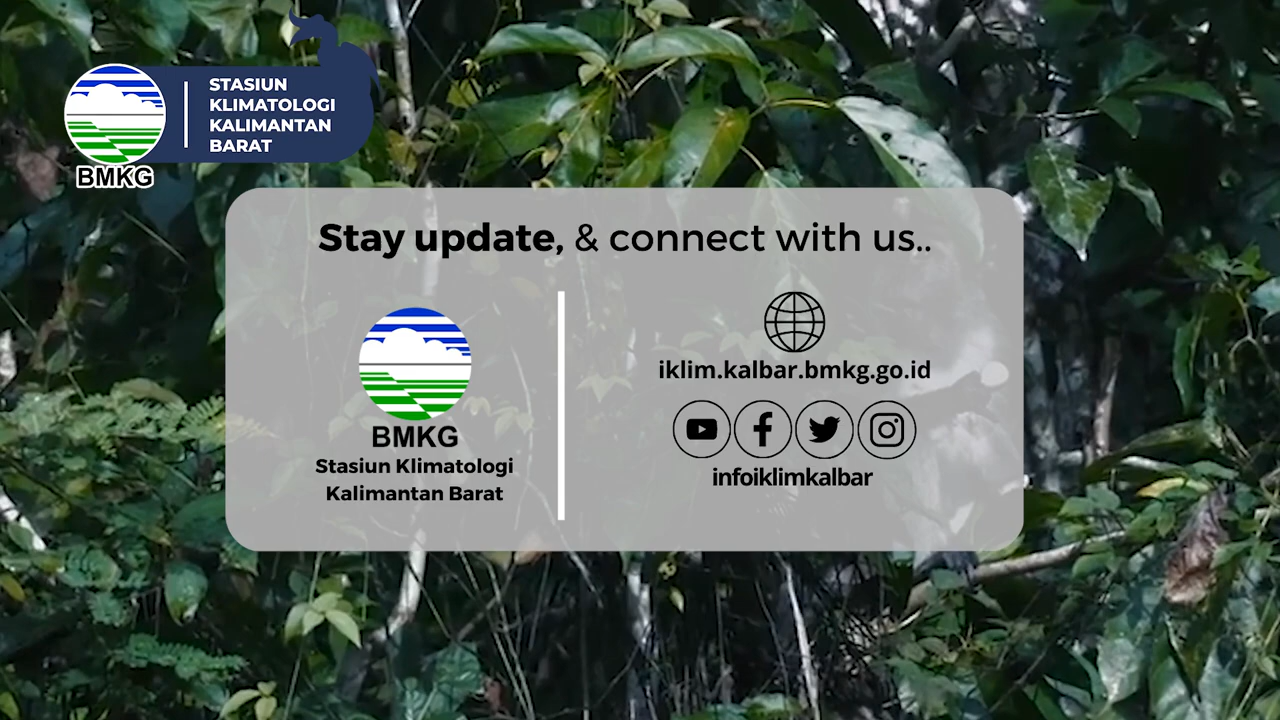 STASIUN
KLIMATOLOGI
KALIMANTAN
BARAT
BMKG
Stay update, & connect with us..
BMKG
Stasiun Klimatologi
Kalimantan Barat
iklim.kalbar.bmkg.go.id
infoiklimkalbar